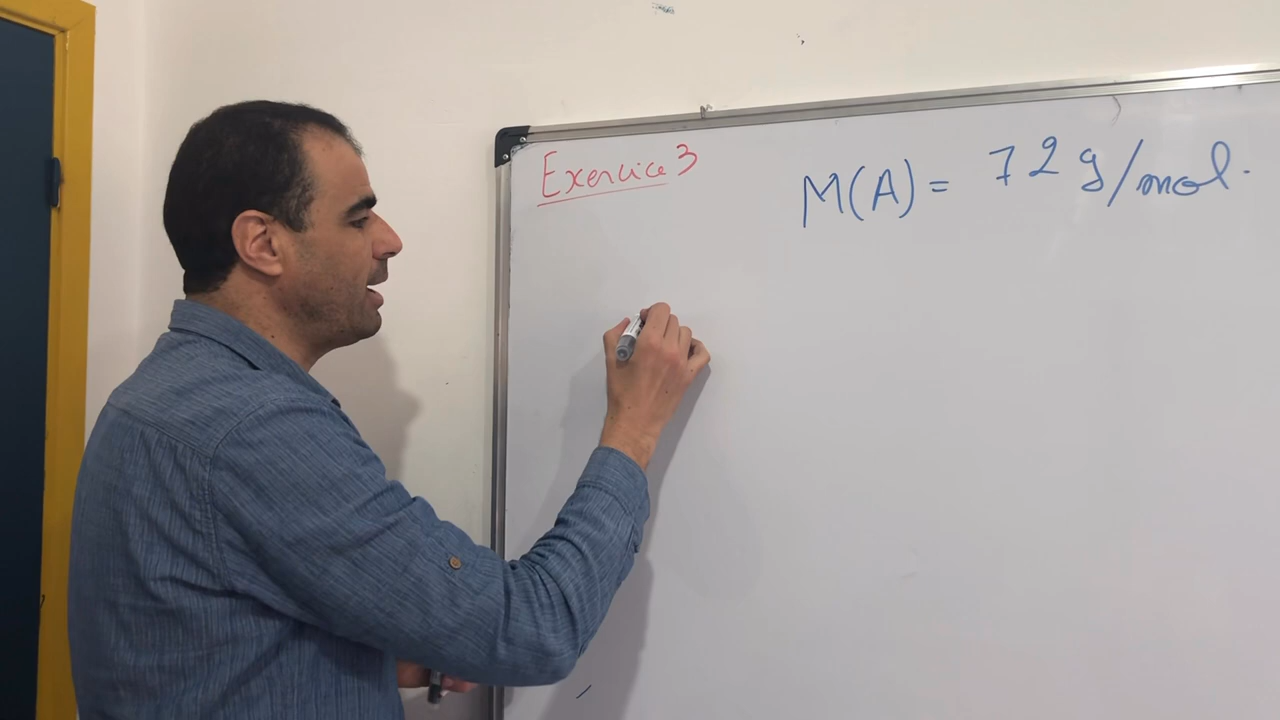 Exercice 3
M(A) = 72 g/mol.